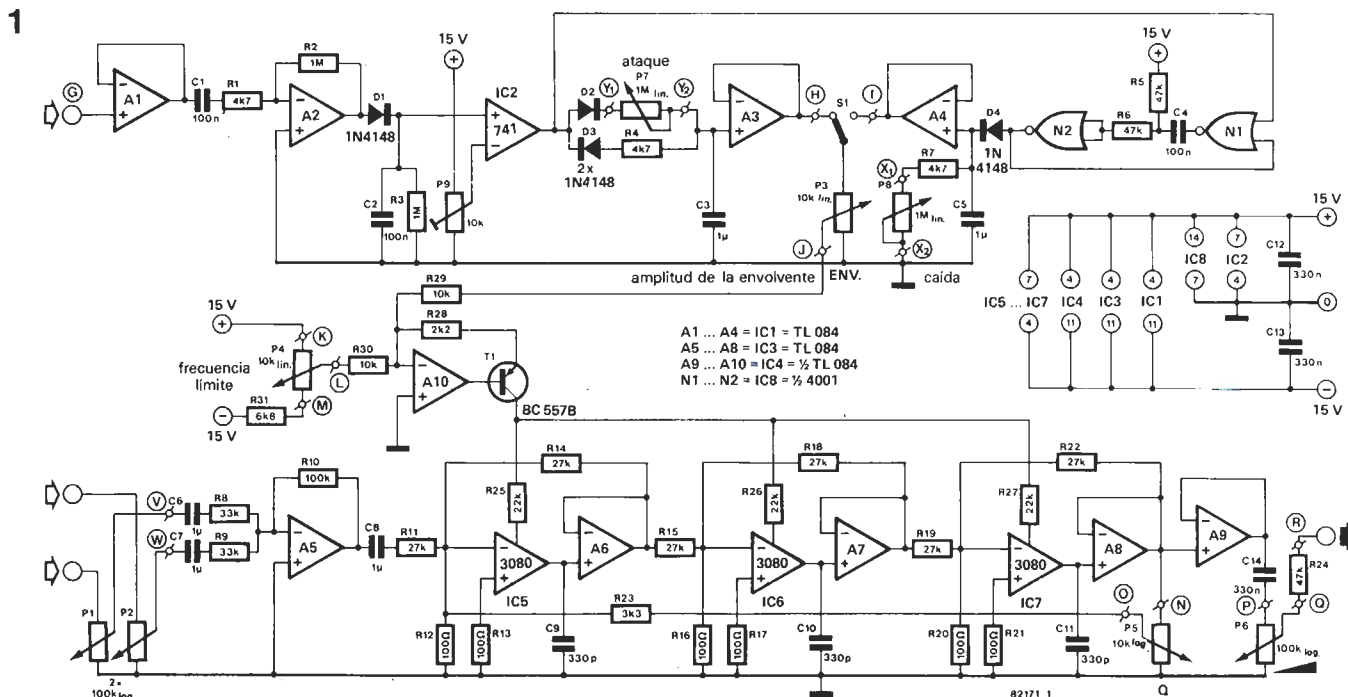 1
G
A1
C1
100n
R1
4k7
R2
1M
A2
D1
1N4148
C2
100n
R3
1M
15 V
P9
10k
IC2
741
D2
D3
2x
1N4148
Y1
Y2
ataque
P7
1M lin.
R4
4k7
C3
1µ
A3
H
S1
I
P3
10k lin.
J
ENV.
amplitud de la envolvente
A4
D4
1N
4148
R7
4k7
X1
P8
1M lin.
X2
caída
C5
1µ
N2
R6
47k
15 V
R5
47k
C4
100n
N1
7
4
4
4
14
7
IC5 ... IC7
IC4
IC3
IC1
IC8
IC2
4
11
11
11
7
4
C12
330n
C13
330n
15 V
+
0
−
15 V
R29
10k
R28
2k2
15 V
K
P4
10k lin.
frecuencia
límite
L
M
R31
6k8
15 V
R30
10k
A10
T1
BC 557B
A1 ... A4 = IC1 = TL 084
A5 ... A8 = IC3 = TL 084
A9 ... A10 = IC4 = ½ TL 084
N1 ... N2 = IC8 = ½ 4001
V
C6
1µ
R8
33k
W
C7
1µ
R9
33k
P1
P2
2x
100k log.
R10
100k
A5
C8
1µ
R11
27k
R12
100Ω
R13
100Ω
R14
27k
R25
22k
3080
IC5
A6
C9
330p
R23
3k3
R15
27k
R16
100Ω
R17
100Ω
R18
27k
R26
22k
3080
IC6
A7
C10
330p
R19
27k
R20
100Ω
R21
100Ω
R22
27k
R27
22k
3080
IC7
A8
C11
330p
O
N
P5
10k log
Q
A9
C14
330n
P
P6
100k log.
R
R24
47k
Q
82171 1